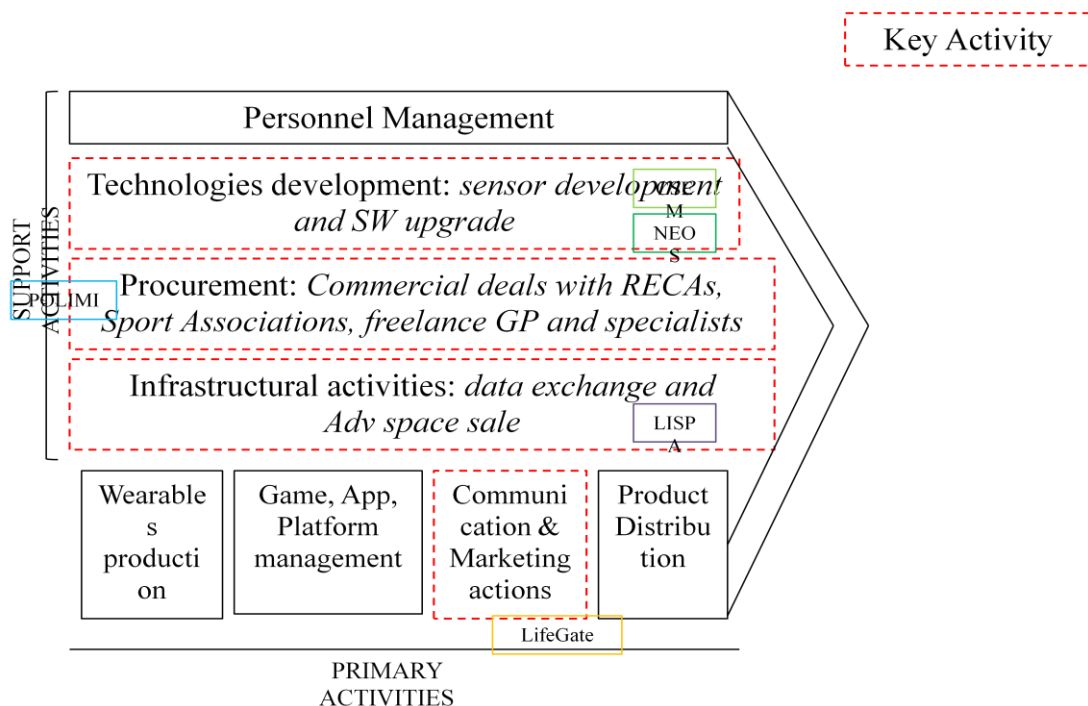 Key Activity
Personnel Management
Technologies development: sensor development
and SW upgrade
M
NEO
S
SUPPORT
ACTIVITIES
POLIMI
Procurement: Commercial deals with RECAs,
Sport Associations, freelance GP and specialists
Infrastructural activities: data exchange and
Adv space sale
LISP
A
Wearable
s
producti
on
Game, App,
Platform
management
Communi
cation &
Marketing
actions
Product
Distribu
tion
LifeGate
PRIMARY
ACTIVITIES